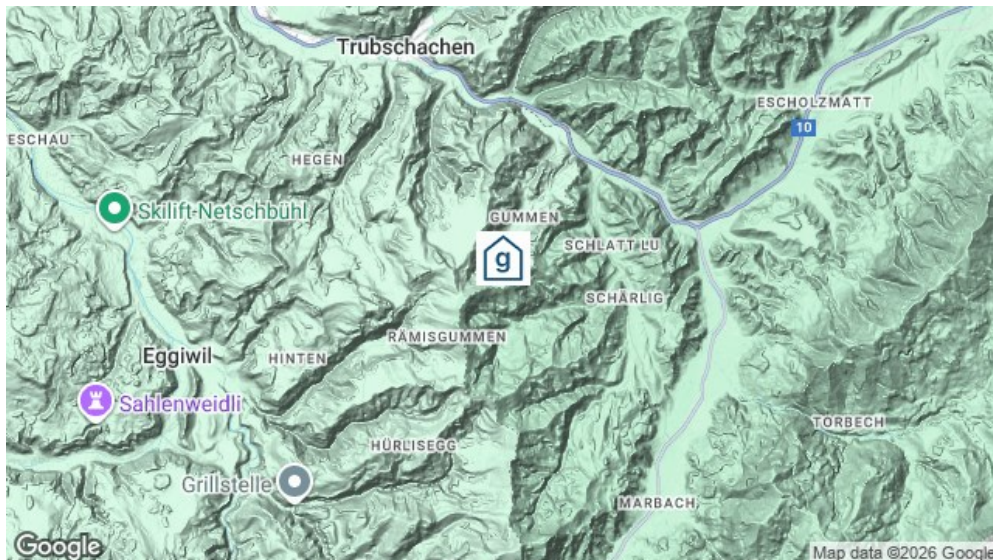 Trubschachen
ESCHOLZMATT
10
ESCHAU
HEGEN
Skilift-Netschbühl
GUMMEN
g
SCHLATT LU
SCHÄRLIG
RÄMISGUMMEN
Eggiwil
HINTEN
Sahlenweidli
TORBECH
HÜRLISEGG
Grillstelle
MARBACH
Google
Map data ©2026 Google